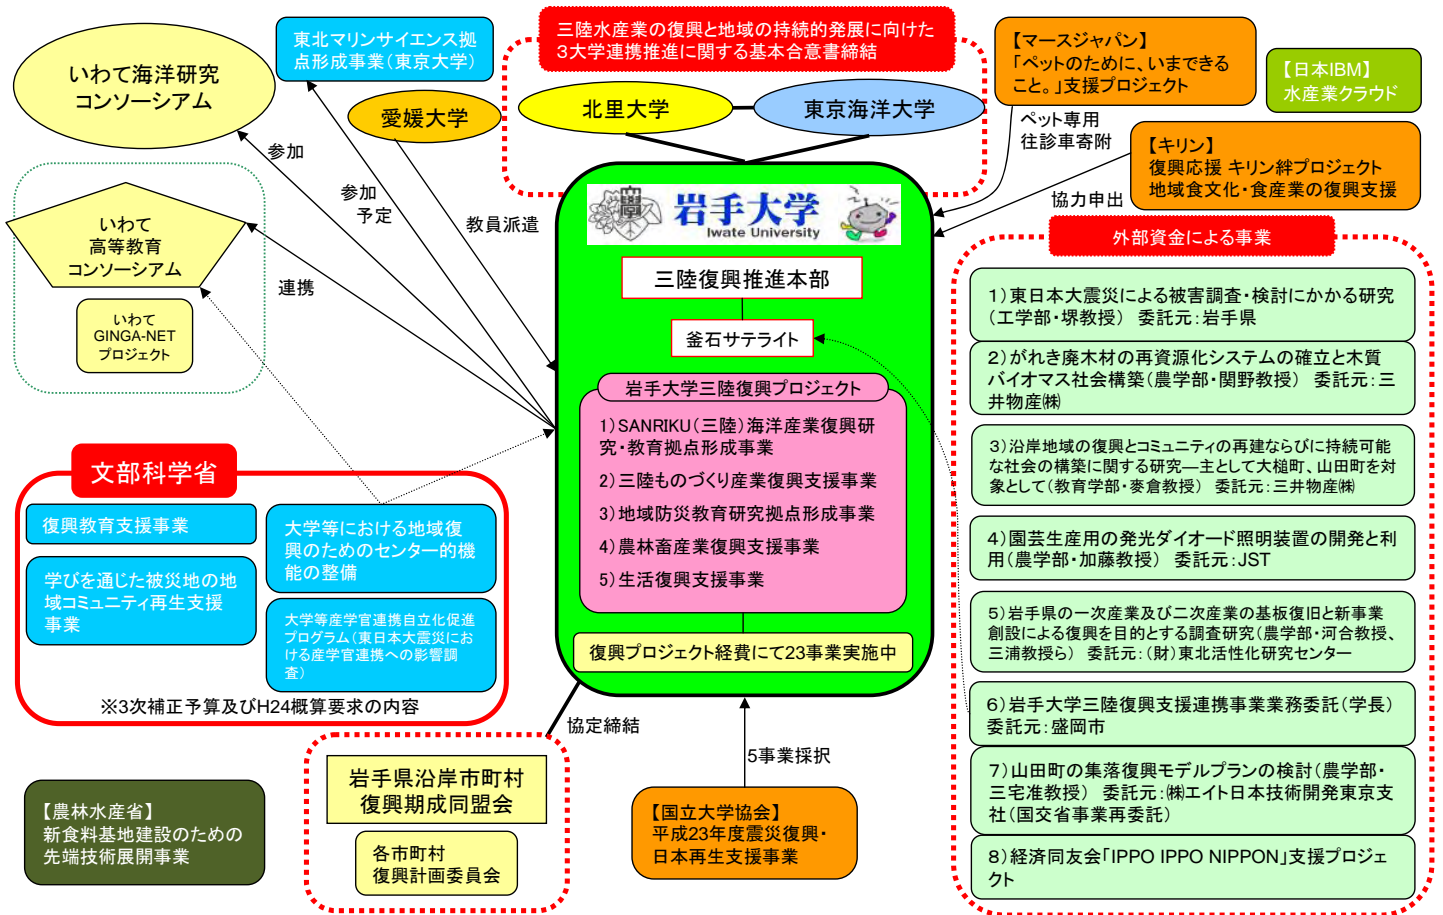 三陸水産業の復興と地域の持続的発展に向けた
3大学連携推進に関する基本合意書締結
東北マリンサイエンス拠
点形成事業(東京大学)
いわて海洋研究
コンソーシアム
愛媛大学
北里大学
東京海洋大学
【マースジャパン】
「ペットのために、いまできる
こと。」支援プロジェクト
【日本IBM】
水産業クラウド
ペット専用
往診車寄附
【キリン】
復興応援 キリン絆プロジェクト
地域食文化・食産業の復興支援
協力申出
参加
参加
予定
教員派遣
連携
いわて
高等教育
コンソーシアム
いわて
GINGA-NET
プロジェクト
岩手大学
Iwate University
三陸復興推進本部
釜石サテライト
岩手大学三陸復興プロジェクト
1)SANRIKU(三陸)海洋産業復興研
究・教育拠点形成事業
2)三陸ものづくり産業復興支援事業
3)地域防災教育研究拠点形成事業
4)農林畜産業復興支援事業
5)生活復興支援事業
復興プロジェクト経費にて23事業実施中
外部資金による事業
1)東日本大震災による被害調査・検討にかかる研究
(工学部・堺教授) 委託元:岩手県
2)がれき廃木材の再資源化システムの確立と木質
バイオマス社会構築(農学部・関野教授) 委託元:三
井物産㈱
3)沿岸地域の復興とコミュニティの再建ならびに持続可能
な社会の構築に関する研究―主として大槌町、山田町を対
象として(教育学部・麥倉教授) 委託元:三井物産㈱
4)園芸生産用の発光ダイオード照明装置の開発と利
用(農学部・加藤教授) 委託元:JST
5)岩手県の一次産業及び二次産業の基板復旧と新事業
創設による復興を目的とする調査研究(農学部・河合教授、
三浦教授ら) 委託元:(財)東北活性化研究センター
6)岩手大学三陸復興支援連携事業業務委託(学長)
委託元:盛岡市
7)山田町の集落復興モデルプランの検討(農学部・
三宅准教授) 委託元:㈱エイト日本技術開発東京支
社(国交省事業再委託)
8)経済同友会「IPPO IPPO NIPPON」支援プロジェ
クト
文部科学省
復興教育支援事業
学びを通じた被災地の地
域コミュニティ再生支援
事業
大学等における地域復
興のためのセンター的機
能の整備
大学等産学官連携自立化促進
プログラム(東日本大震災にお
ける産学官連携への影響調
査)
※3次補正予算及びH24概算要求の内容
協定締結
5事業採択
【農林水産省】
新食料基地建設のための
先端技術展開事業
岩手県沿岸市町村
復興期成同盟会
各市町村
復興計画委員会
【国立大学協会】
平成23年度震災復興・
日本再生支援事業